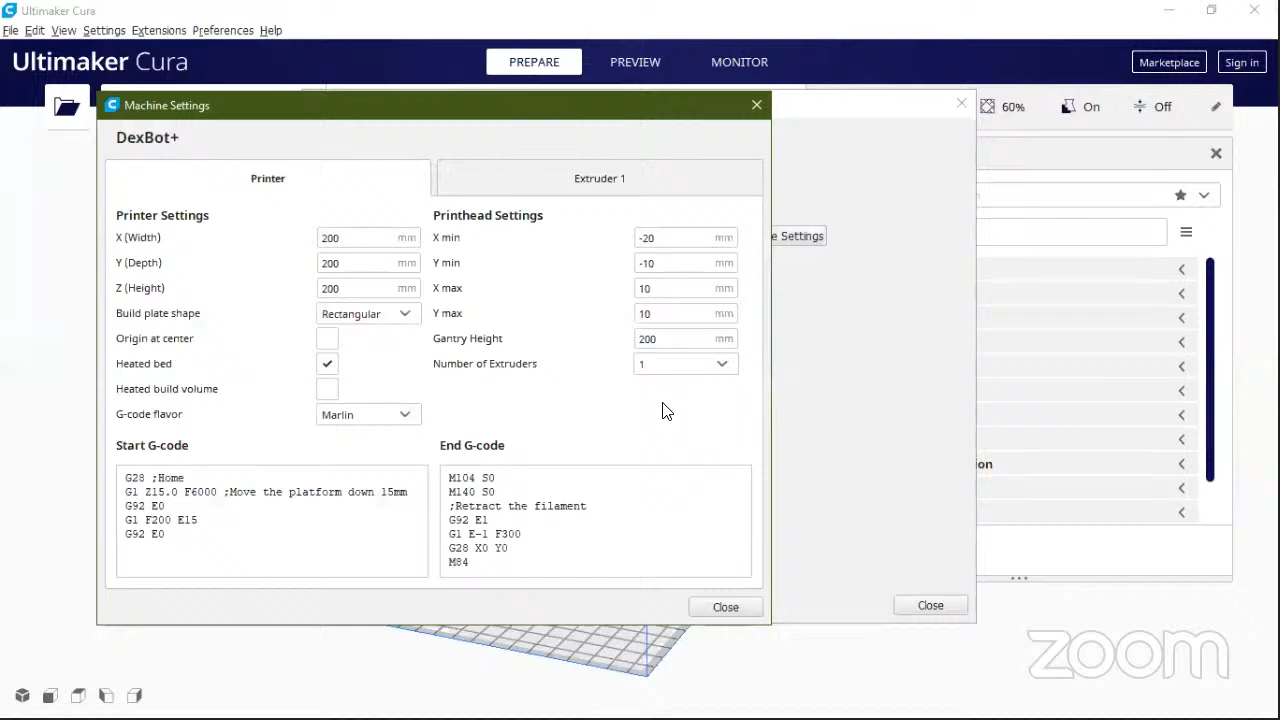 Ultimaker Cura
File Edit View Settings Extensions Preferences Help
Ultimaker Cura
PREPARE
PREVIEW
MONITOR
Marketplace
Sign in
60%
On
Off
Machine Settings
DexBot+
Printer
Extruder 1
Printer Settings
X (Width)
200 mm
Y (Depth)
200 mm
Z (Height)
200 mm
Build plate shape
Rectangular
Origin at center
Heated bed
Heated build volume
G-code flavor
Marlin
Printhead Settings
X min
-20 mm
Y min
-10 mm
X max
10 mm
Y max
10 mm
Gantry Height
200 mm
Number of Extruders
1
e Settings
ion
Start G-code
G28 ;Home
G1 Z15.0 F6000 ;Move the platform down 15mm
G92 E0
G1 F200 E15
G92 E0
End G-code
M104 S0
M140 S0
;Retract the filament
G92 E1
G1 E-1 F300
G28 X0 Y0
M84
Close
Close
zoom